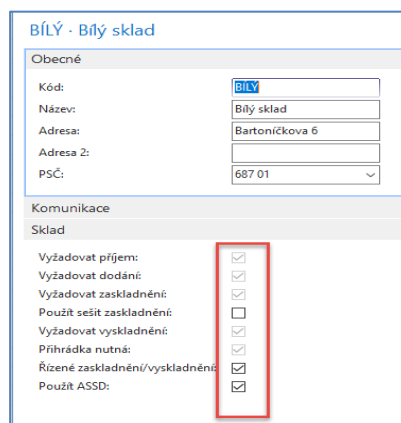 BÍLÝ · Bílý sklad
Obecné
Kód: BÍLÝ
Název: Bílý sklad
Adresa: Bartoníčkova 6
Adresa 2:
PSČ: 687 01
Komunikace
Sklad
Vyžadovat příjem:
Vyžadovat dodání:
Vyžadovat zaskladnění:
Použít sešit zaskladnění:
Vyžadovat vyskladnění:
Přihrádka nutná:
Řízené zaskladnění/vyskladnění:
Použít ASSD: